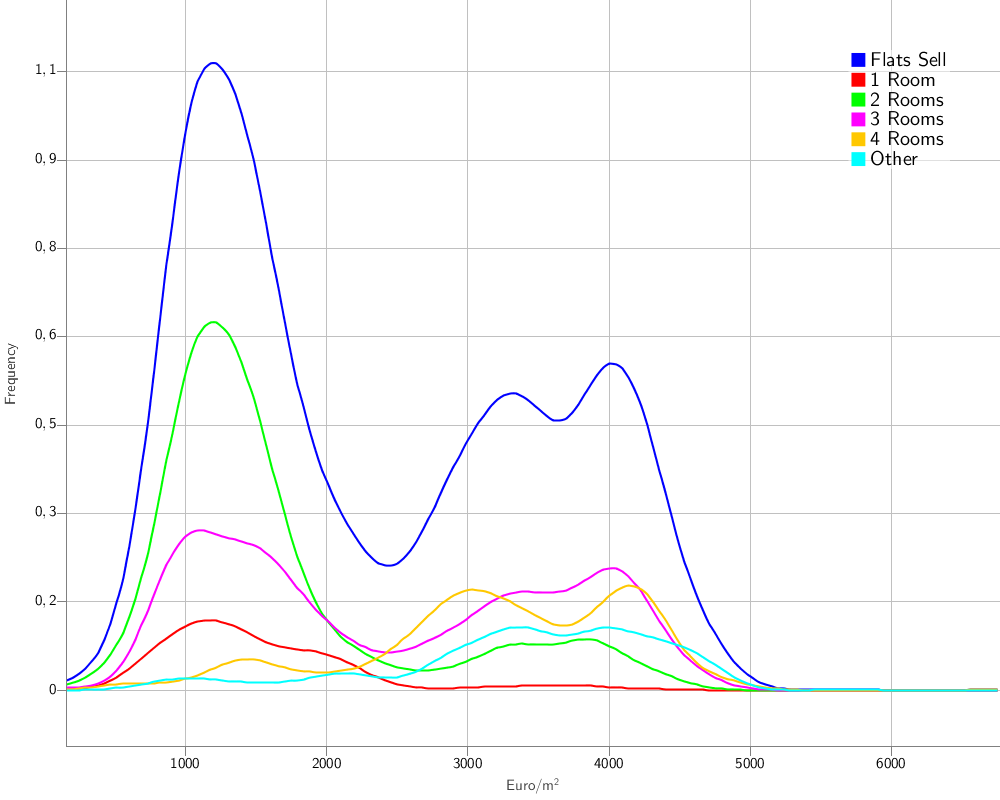 Flats Sell
1 Room
2 Rooms
3 Rooms
4 Rooms
Other
1, 1
0, 9
0, 8
0, 6
0, 5
0, 3
0, 2
0
Frequency
1000 2000 3000 4000 5000 6000
Euro/m²